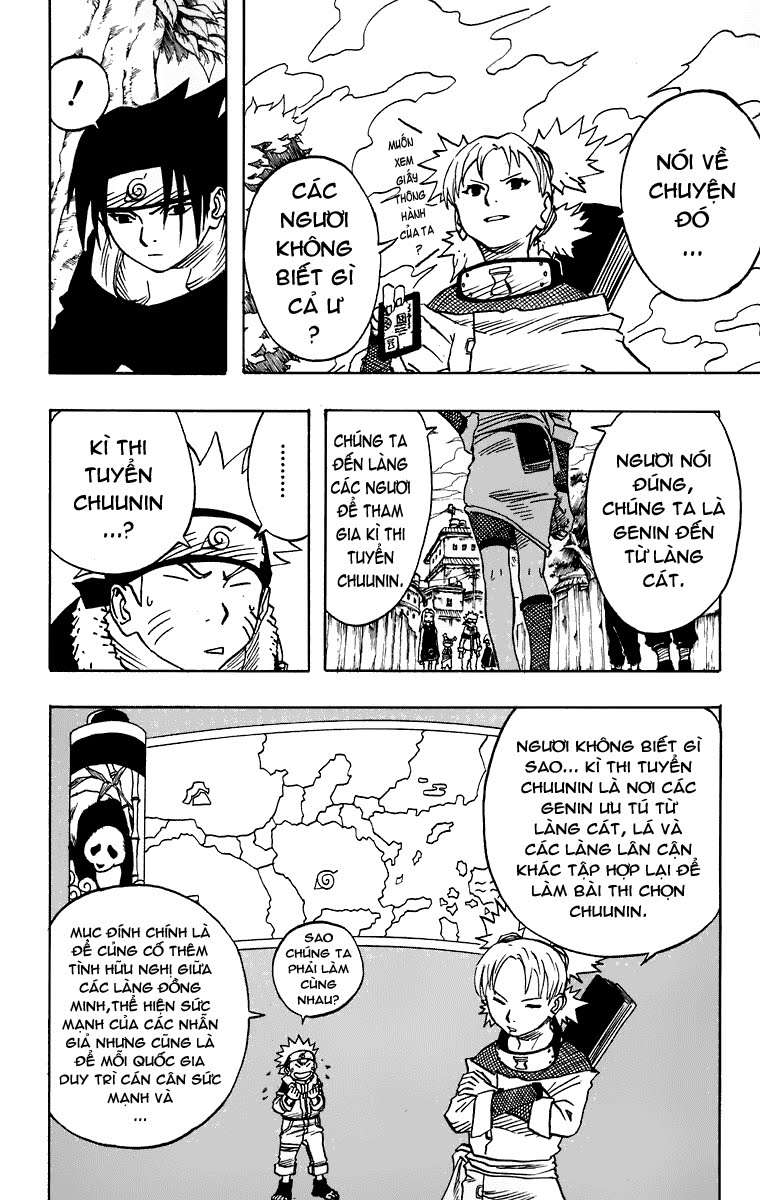 NÓI VỀ
CHUYỆN
ĐÓ
...
MUỐN
XEM
GIẤY
THÔNG
HÀNH
CỦA TA
?
CÁC
NGƯƠI
KHÔNG
BIẾT GÌ
CẢ Ư
?
!
NGƯƠI NÓI
ĐÚNG,
CHÚNG TA LÀ
GENIN ĐẾN
TỪ LÀNG
CÁT.
CHÚNG TA
ĐẾN LÀNG
CÁC NGƯƠI
ĐỂ THAM
GIA KÌ THI
TUYỂN
CHUUNIN.
.........
KÌ THI
TUYỂN
CHUUNIN
...?
NGƯƠI KHÔNG BIẾT GÌ
SAO... KÌ THI TUYỂN
CHUUNIN LÀ NƠI CÁC
GENIN ƯU TÚ TỪ
LÀNG CÁT, LÁ VÀ
CÁC LÀNG LÂN CẬN
KHÁC TẬP HỢP LẠI ĐỂ
LÀM BÀI THI CHỌN
CHUUNIN.
SAO
CHÚNG TA
PHẢI LÀM
CÙNG
NHAU?
MỤC ĐÍNH CHÍNH LÀ
ĐỂ CỦNG CỐ THÊM
TÌNH HỮU NGHỊ GIỮA
CÁC LÀNG ĐỒNG
MINH,THỂ HIỆN SỨC
MẠNH CỦA CÁC NHẪN
GIẢ NHƯNG CŨNG LÀ
ĐỂ MỖI QUỐC GIA
DUY TRÌ CÁN CÂN SỨC
MẠNH VÀ
...